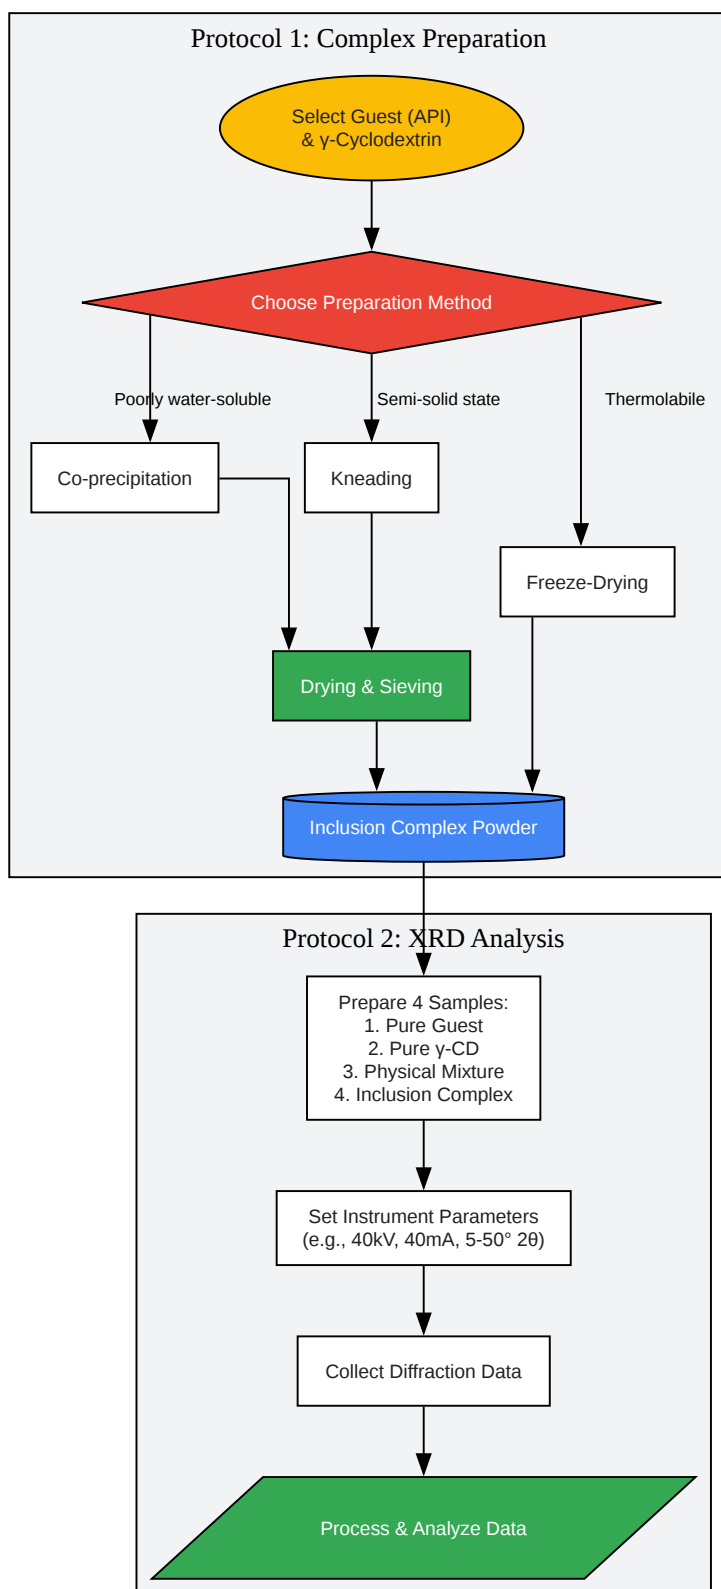 Protocol 1: Complex Preparation
Select Guest (API)
& γ-Cyclodextrin
Choose Preparation Method
Poorly water-soluble
Semi-solid state
Thermolabile
Co-precipitation
Kneading
Freeze-Drying
Drying & Sieving
Inclusion Complex Powder
Protocol 2: XRD Analysis
Prepare 4 Samples:
1. Pure Guest
2. Pure γ-CD
3. Physical Mixture
4. Inclusion Complex
Set Instrument Parameters
(e.g., 40kV, 40mA, 5-50° 2θ)
Collect Diffraction Data
Process & Analyze Data